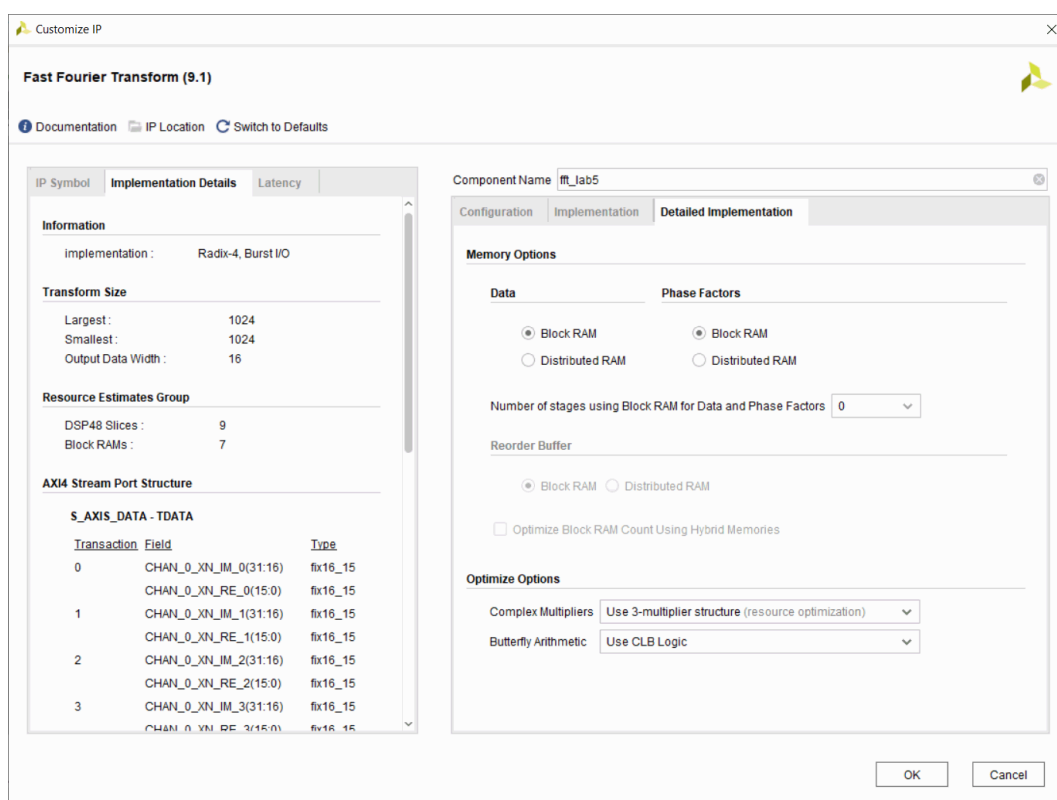 Customize IP
Fast Fourier Transform (9.1)
Documentation IP Location Switch to Defaults
IP Symbol Implementation Details Latency
Information
implementation : Radix-4, Burst I/O
Transform Size
Largest : 1024
Smallest : 1024
Output Data Width : 16
Resource Estimates Group
DSP48 Slices : 9
Block RAMs : 7
AXI4 Stream Port Structure
S_AXIS_DATA - TDATA
Transaction Field Type
0 CHAN_0_XN_IM_0(31:16) fix16_15
CHAN_0_XN_RE_0(15:0) fix16_15
1 CHAN_0_XN_IM_1(31:16) fix16_15
CHAN_0_XN_RE_1(15:0) fix16_15
2 CHAN_0_XN_IM_2(31:16) fix16_15
CHAN_0_XN_RE_2(15:0) fix16_15
3 CHAN_0_XN_IM_3(31:16) fix16_15
CHAN_0_XN_RE_3(15:0) fix16_15
Component Name fft_lab5
Configuration Implementation Detailed Implementation
Memory Options
Data Phase Factors
Block RAM Block RAM
Distributed RAM Distributed RAM
Number of stages using Block RAM for Data and Phase Factors 0
Reorder Buffer
Block RAM Distributed RAM
Optimize Block RAM Count Using Hybrid Memories
Optimize Options
Complex Multipliers Use 3-multiplier structure (resource optimization)
Butterfly Arithmetic Use CLB Logic
OK Cancel